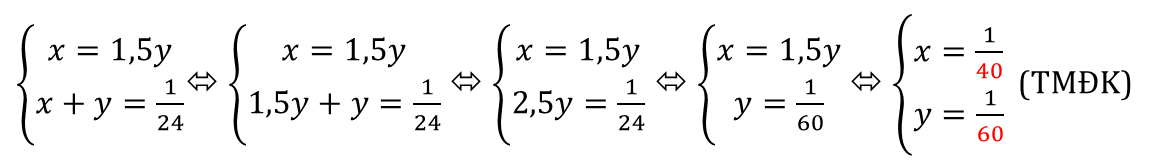 {x = 1,5y; x + y = 1/24 ⇔ {x = 1,5y; 1,5y + y = 1/24 ⇔ {x = 1,5y; 2,5y = 1/24 ⇔ {x = 1,5y; y = 1/60 ⇔ {x = 1/40; y = 1/60 (TMĐK)